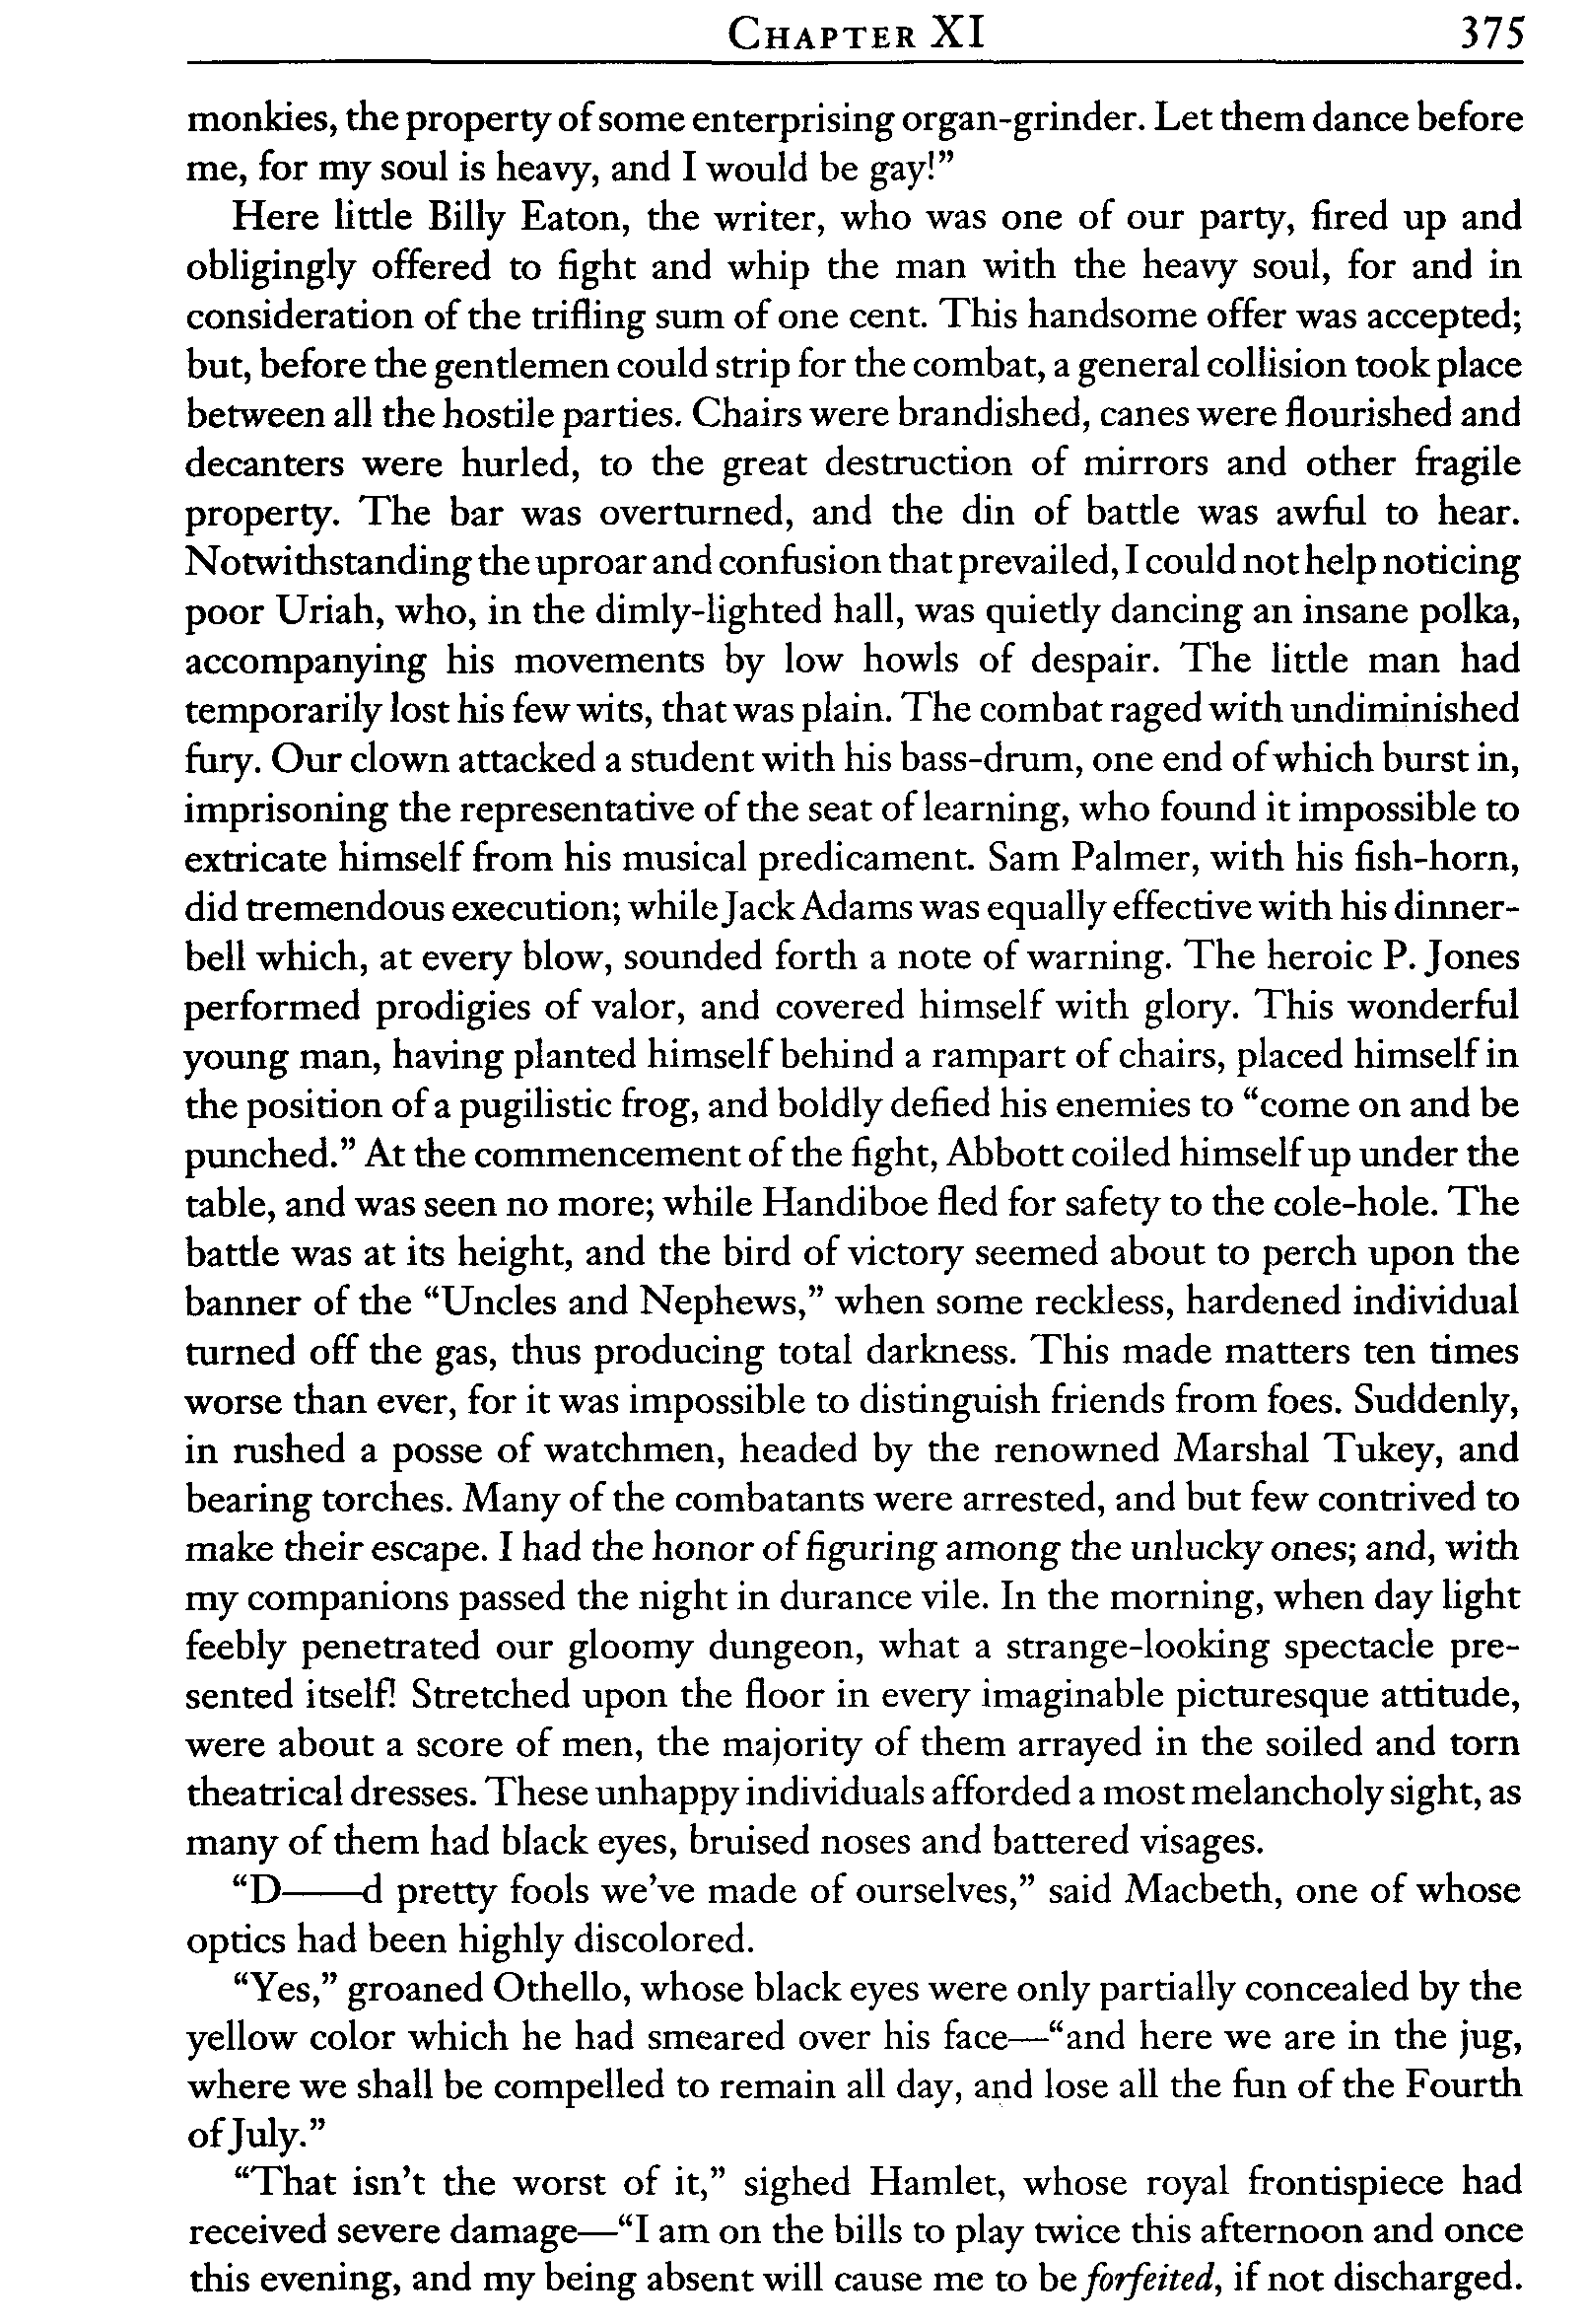 CHAPTER XI 375
monkies, the property of some enterprising organ-grinder. Let them dance before
me, for my soul is heavy, and I would be gay!”
Here little Billy Eaton, the writer, who was one of our party, fired up and
obligingly offered to fight and whip the man with the heavy soul, for and in
consideration of the trifling sum of one cent. This handsome offer was accepted;
but, before the gentlemen could strip for the combat, a general collision took place
between all the hostile parties. Chairs were brandished, canes were flourished and
decanters were hurled, to the great destruction of mirrors and other fragile
property. The bar was overturned, and the din of battle was awful to hear.
Notwithstanding the uproar and confusion that prevailed, I could not help noticing
poor Uriah, who, in the dimly-lighted hall, was quietly dancing an insane polka,
accompanying his movements by low howls of despair. The little man had
temporarily lost his few wits, that was plain. The combat raged with undiminished
fury. Our clown attacked a student with his bass-drum, one end of which burst in,
imprisoning the representative of the seat of learning, who found it impossible to
extricate himself from his musical predicament. Sam Palmer, with his fish-horn,
did tremendous execution; while Jack Adams was equally effective with his dinner-
bell which, at every blow, sounded forth a note of warning. The heroic P. Jones
performed prodigies of valor, and covered himself with glory. This wonderful
young man, having planted himself behind a rampart of chairs, placed himself in
the position of a pugilistic frog, and boldly defied his enemies to “come on and be
punched.” At the commencement of the fight, Abbott coiled himself up under the
table, and was seen no more; while Handiboe fled for safety to the cole-hole. The
battle was at its height, and the bird of victory seemed about to perch upon the
banner of the “Uncles and Nephews,” when some reckless, hardened individual
turned off the gas, thus producing total darkness. This made matters ten times
worse than ever, for it was impossible to distinguish friends from foes. Suddenly,
in rushed a posse of watchmen, headed by the renowned Marshal Tukey, and
bearing torches. Many of the combatants were arrested, and but few contrived to
make their escape. I had the honor of figuring among the unlucky ones; and, with
my companions passed the night in durance vile. In the morning, when day light
feebly penetrated our gloomy dungeon, what a strange-looking spectacle pre-
sented itself! Stretched upon the floor in every imaginable picturesque attitude,
were about a score of men, the majority of them arrayed in the soiled and torn
theatrical dresses. These unhappy individuals afforded a most melancholy sight, as
many of them had black eyes, bruised noses and battered visages.
“D——d pretty fools we’ve made of ourselves,” said Macbeth, one of whose
optics had been highly discolored.
“Yes,” groaned Othello, whose black eyes were only partially concealed by the
yellow color which he had smeared over his face—“and here we are in the jug,
where we shall be compelled to remain all day, and lose all the fun of the Fourth
of July.”
“That isn’t the worst of it,” sighed Hamlet, whose royal frontispiece had
received severe damage—“I am on the bills to play twice this afternoon and once
this evening, and my being absent will cause me to be forfeited, if not discharged.